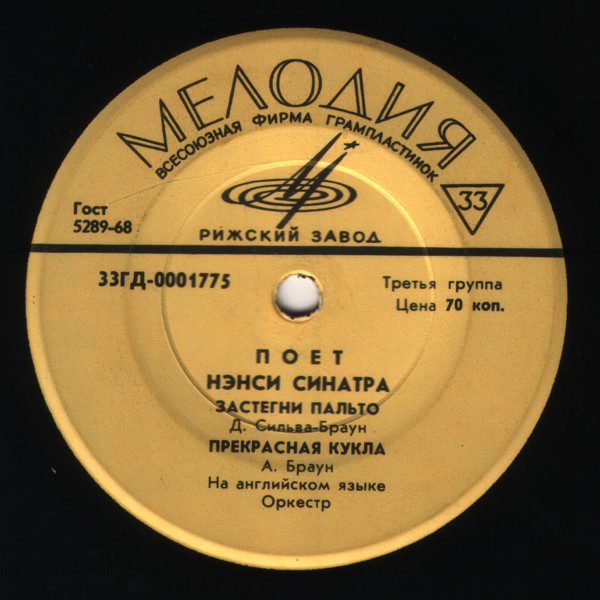 МЕЛОДИЯ
ВСЕСОЮЗНАЯ ФИРМА ГРАМПЛАСТИНОК
33
Гост
5289-68
РИЖСКИЙ ЗАВОД
33ГД-0001775
Третья группа
Цена 70 коп.
ПОЕТ
НЭНСИ СИНАТРА
ЗАСТЕГНИ ПАЛЬТО
Д. Сильва-Браун
ПРЕКРАСНАЯ КУКЛА
А. Браун
На английском языке
Оркестр